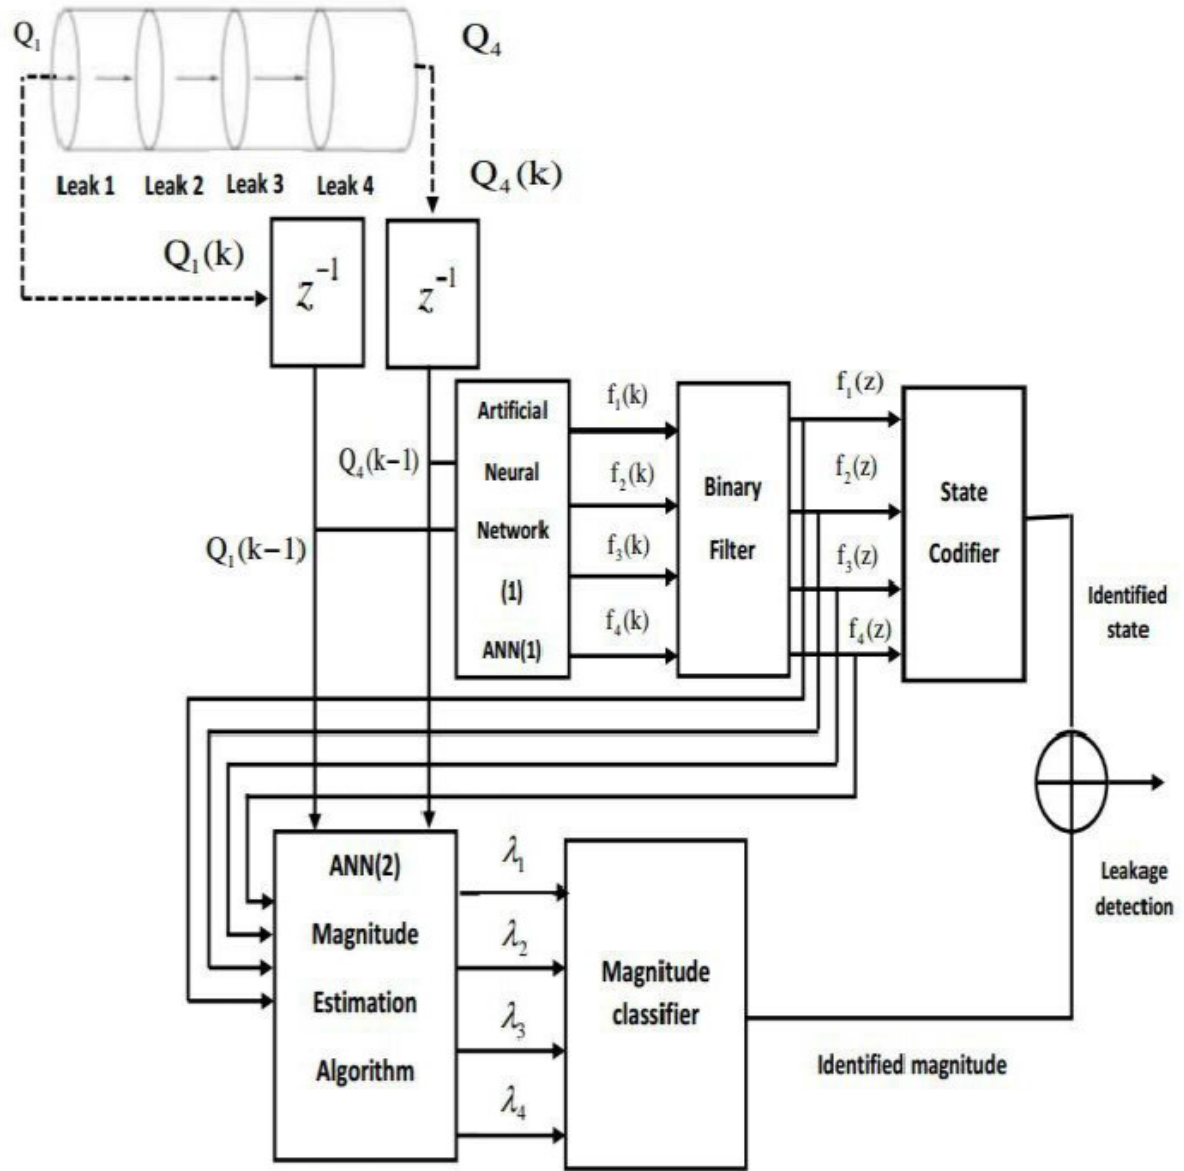 Q₁
Q₄
Leak 1 Leak 2 Leak 3 Leak 4
Q₄(k)
Q₁(k)
z⁻¹
z⁻¹
Q₄(k−1)
Q₁(k−1)
Artificial
Neural
Network
(1)
ANN(1)
f₁(k)
f₂(k)
f₃(k)
f₄(k)
Binary
Filter
f₁(z)
f₂(z)
f₃(z)
f₄(z)
State
Codifier
Identified
state
Leakage
detection
ANN(2)
Magnitude
Estimation
Algorithm
λ₁
λ₂
λ₃
λ₄
Magnitude
classifier
Identified magnitude